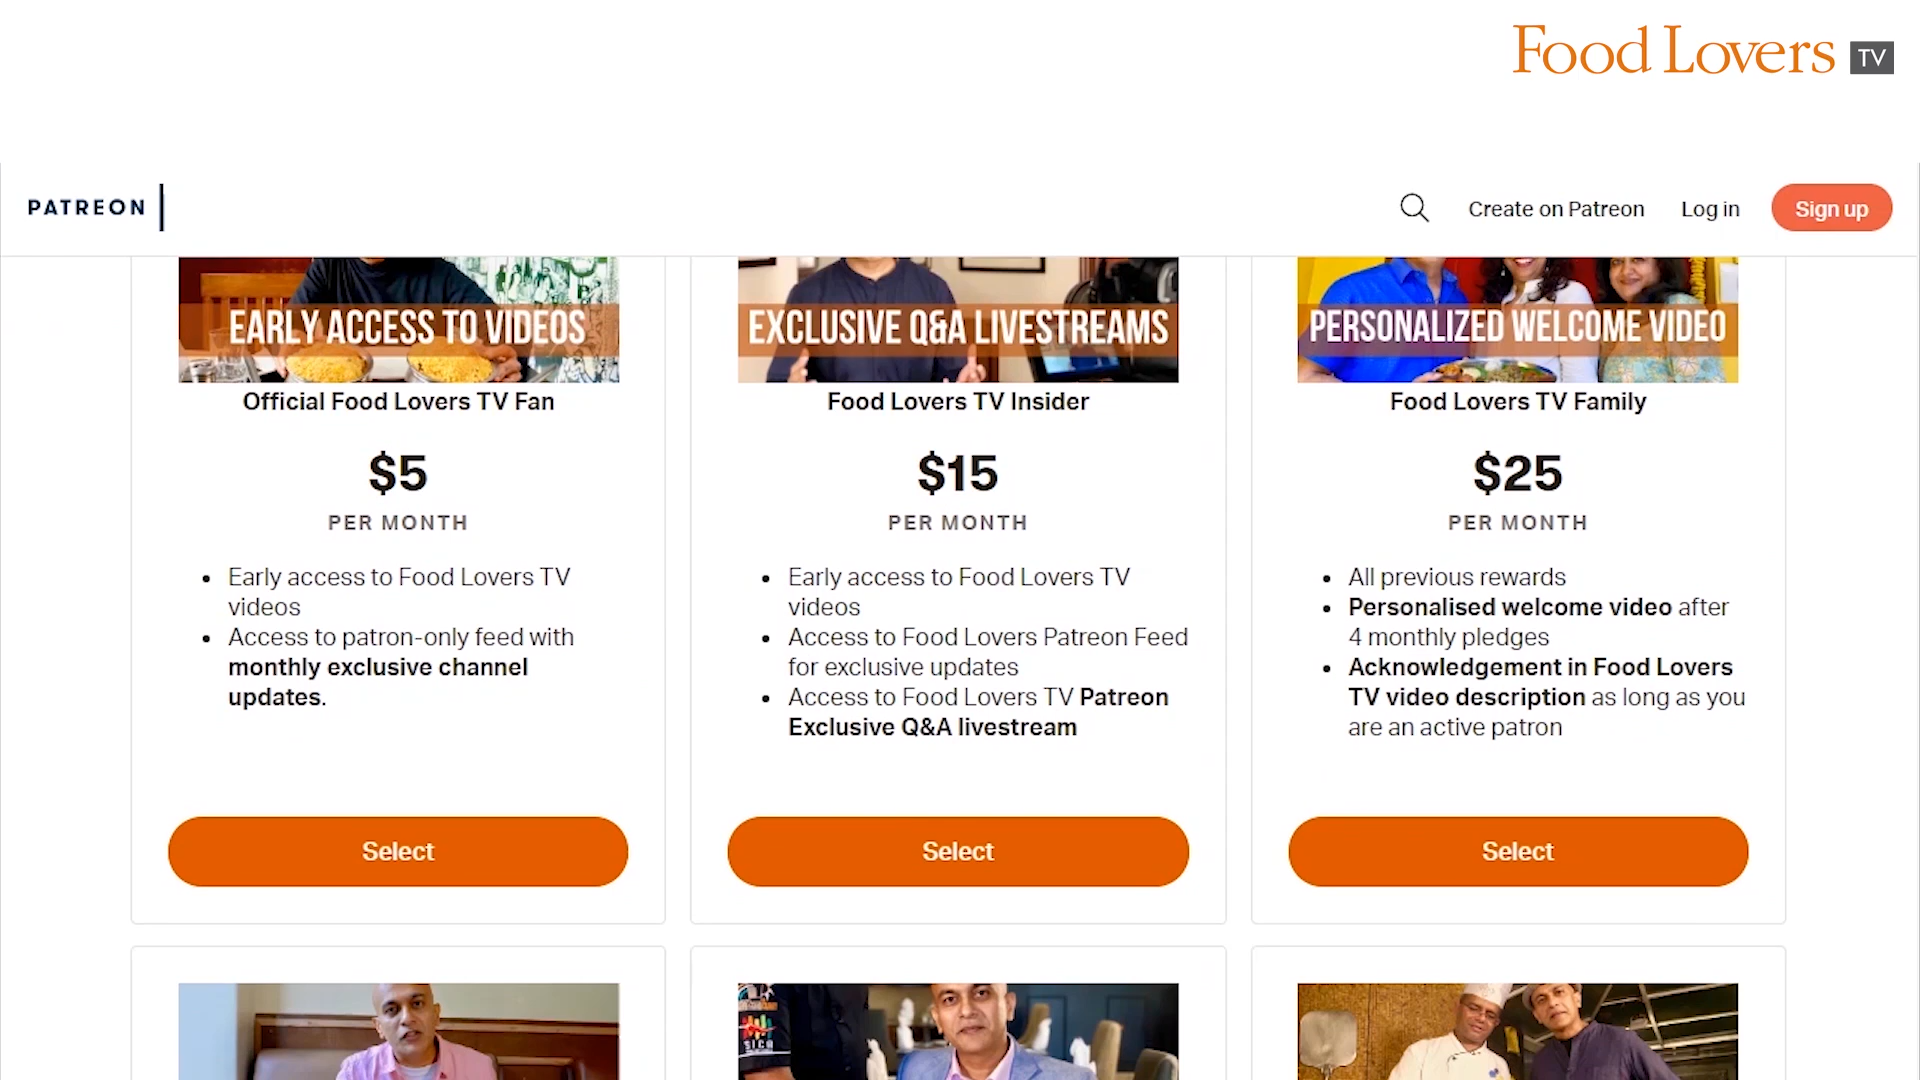 Food Lovers TV
PATREON
Create on Patreon
Log in
Sign up
EARLY ACCESS TO VIDEOS
Official Food Lovers TV Fan
$5
PER MONTH
Early access to Food Lovers TV
videos
Access to patron-only feed with
monthly exclusive channel
updates.
Select
EXCLUSIVE Q&A LIVESTREAMS
Food Lovers TV Insider
$15
PER MONTH
Early access to Food Lovers TV
videos
Access to Food Lovers Patreon Feed
for exclusive updates
Access to Food Lovers TV Patreon
Exclusive Q&A livestream
Select
PERSONALIZED WELCOME VIDEO
Food Lovers TV Family
$25
PER MONTH
All previous rewards
Personalised welcome video after
4 monthly pledges
Acknowledgement in Food Lovers
TV video description as long as you
are an active patron
Select
SICA